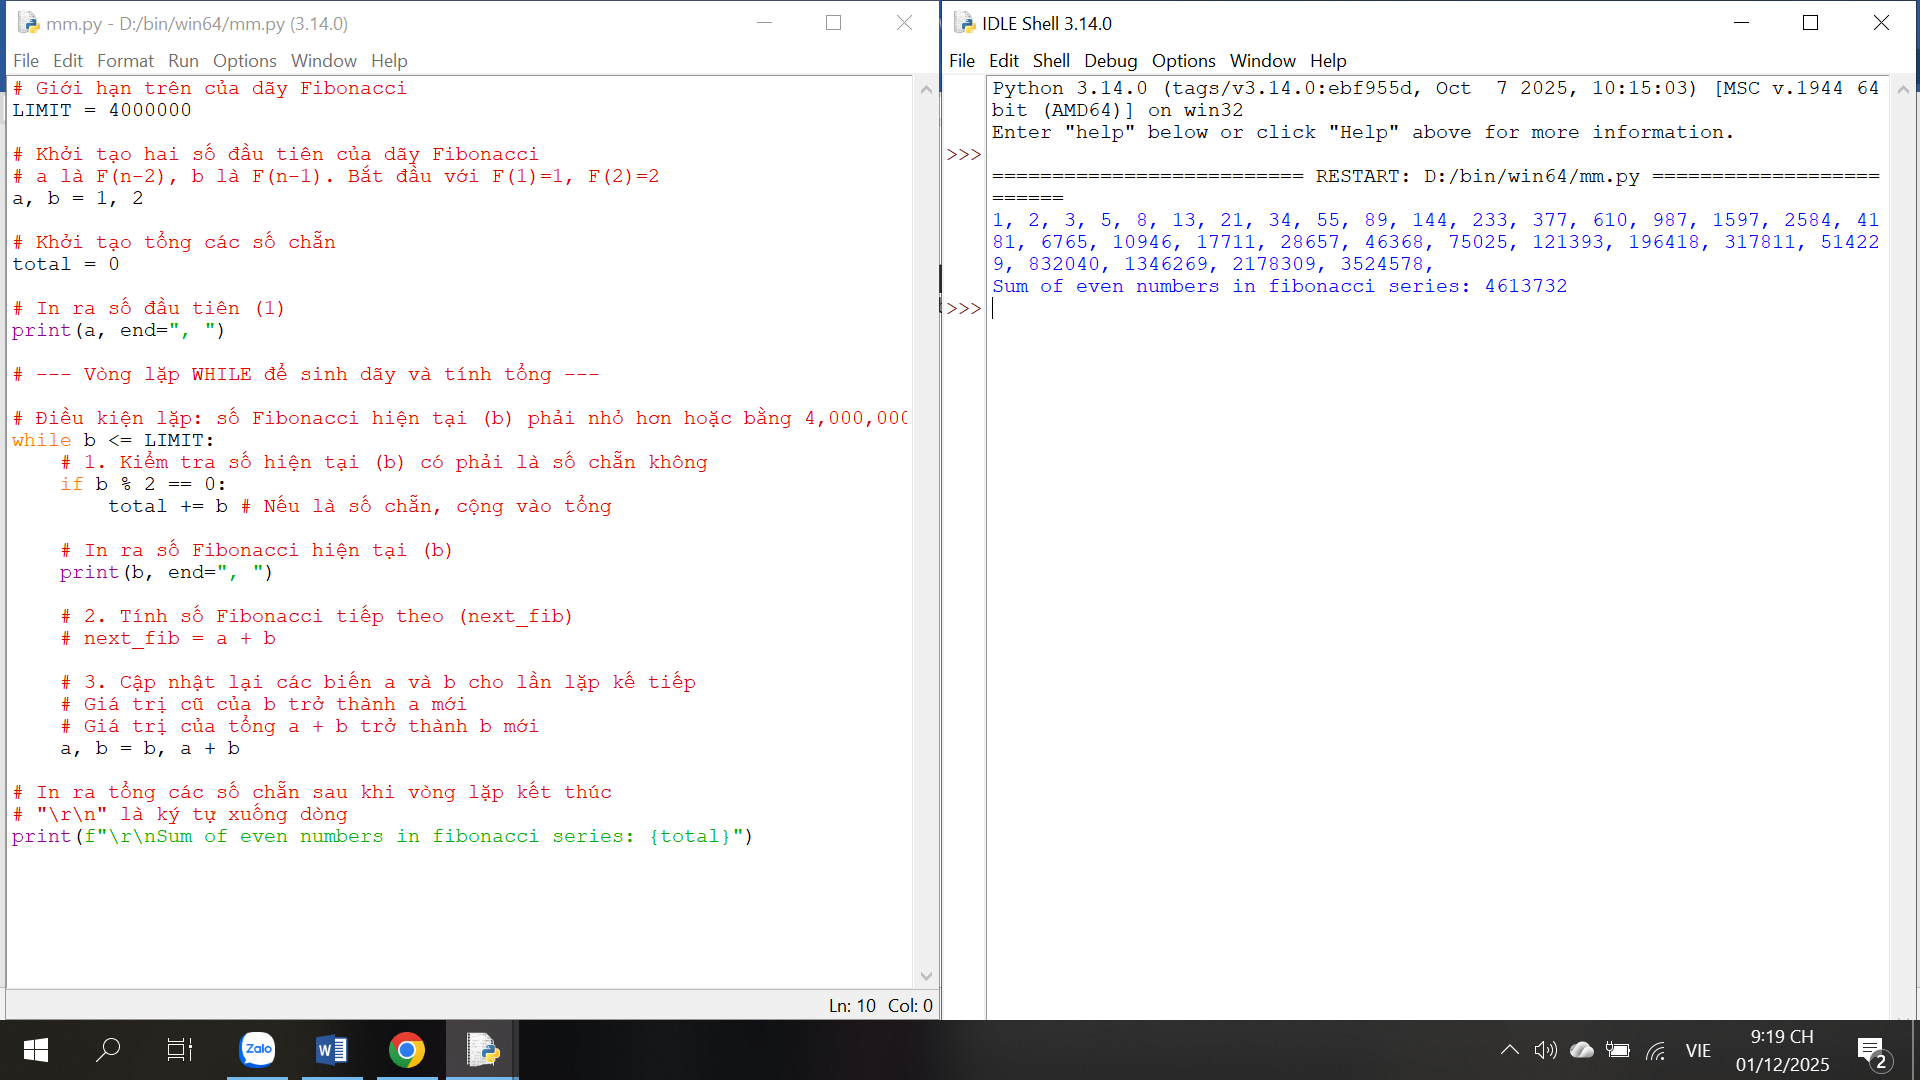 mm.py - D:/bin/win64/mm.py (3.14.0)
File Edit Format Run Options Window Help
# Giới hạn trên của dãy Fibonacci
LIMIT = 4000000
# Khởi tạo hai số đầu tiên của dãy Fibonacci
# a là F(n-2), b là F(n-1). Bắt đầu với F(1)=1, F(2)=2
a, b = 1, 2
# Khởi tạo tổng các số chẵn
total = 0
# In ra số đầu tiên (1)
print(a, end=", ")
# --- Vòng lặp WHILE để sinh dãy và tính tổng ---
# Điều kiện lặp: số Fibonacci hiện tại (b) phải nhỏ hơn hoặc bằng 4,000,000
while b <= LIMIT:
    # 1. Kiểm tra số hiện tại (b) có phải là số chẵn không
    if b % 2 == 0:
        total += b # Nếu là số chẵn, cộng vào tổng
    # In ra số Fibonacci hiện tại (b)
    print(b, end=", ")
    # 2. Tính số Fibonacci tiếp theo (next_fib)
    # next_fib = a + b
    # 3. Cập nhật lại các biến a và b cho lần lặp kế tiếp
    # Giá trị cũ của b trở thành a mới
    # Giá trị của tổng a + b trở thành b mới
    a, b = b, a + b
# In ra tổng các số chẵn sau khi vòng lặp kết thúc
# "\r\n" là ký tự xuống dòng
print(f"\r\nSum of even numbers in fibonacci series: {total}")
Ln: 10 Col: 0
IDLE Shell 3.14.0
File Edit Shell Debug Options Window Help
Python 3.14.0 (tags/v3.14.0:ebf955d, Oct  7 2025, 10:15:03) [MSC v.1944 64
bit (AMD64)] on win32
Enter "help" below or click "Help" above for more information.
>>>
========================== RESTART: D:/bin/win64/mm.py ===================
======
1, 2, 3, 5, 8, 13, 21, 34, 55, 89, 144, 233, 377, 610, 987, 1597, 2584, 41
81, 6765, 10946, 17711, 28657, 46368, 75025, 121393, 196418, 317811, 51422
9, 832040, 1346269, 2178309, 3524578,
Sum of even numbers in fibonacci series: 4613732
>>>
Zalo
VIE
9:19 CH
01/12/2025
2